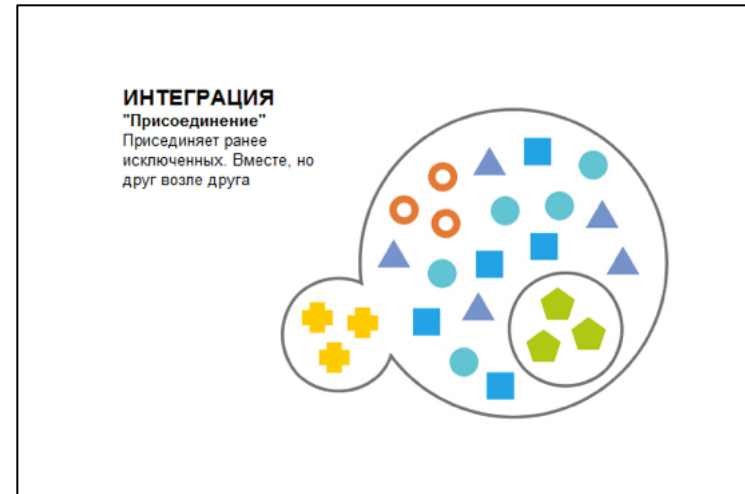 ИНТЕГРАЦИЯ
"Присоединение"
Присединяет ранее
исключенных. Вместе, но
друг возле друга